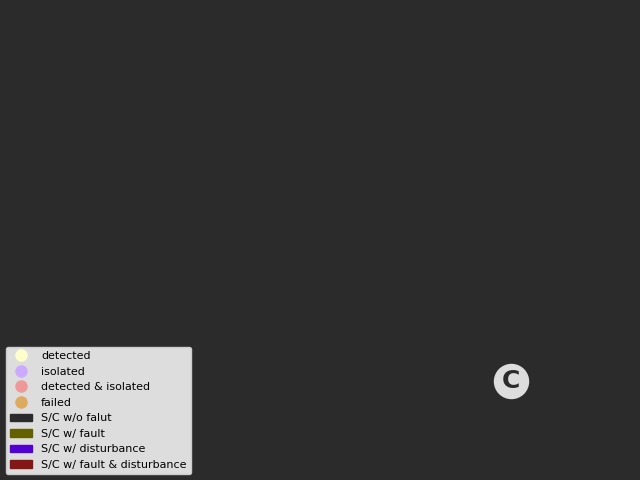 detected
isolated
detected & isolated
failed
S/C w/o falut
S/C w/ fault
S/C w/ disturbance
S/C w/ fault & disturbance
C